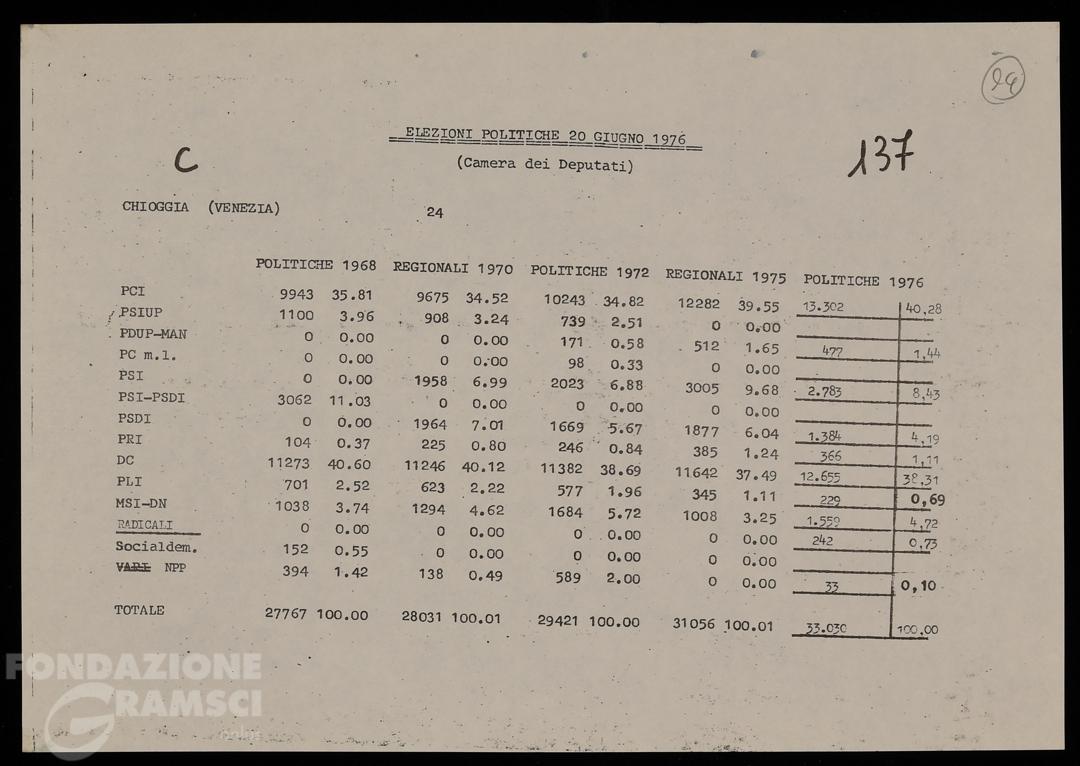 24
ELEZIONI POLITICHE 20 GIUGNO 1976
C
(Camera dei Deputati)
137
CHIOGGIA (VENEZIA) 24
POLITICHE 1968 REGIONALI 1970 POLITICHE 1972 REGIONALI 1975 POLITICHE 1976
PCI 9943 35.81 9675 34.52 10243 34.82 12282 39.55 13.302 40,28
PSIUP 1100 3.96 908 3.24 739 2.51 0 0.00
PDUP-MAN 0 0.00 0 0.00 171 0.58 512 1.65 477 1,44
PC m.l. 0 0.00 0 0.00 98 0.33 0 0.00
PSI 0 0.00 1958 6.99 2023 6.88 3005 9.68 2.783 8,43
PSI-PSDI 3062 11.03 0 0.00 0 0.00 0 0.00
PSDI 0 0.00 1964 7.01 1669 5.67 1877 6.04 1.384 4,19
PRI 104 0.37 225 0.80 246 0.84 385 1.24 366 1,11
DC 11273 40.60 11246 40.12 11382 38.69 11642 37.49 12.655 38,31
PLI 701 2.52 623 2.22 577 1.96 345 1.11 229 0,69
MSI-DN 1038 3.74 1294 4.62 1684 5.72 1008 3.25 1.559 4,72
RADICALI 0 0.00 0 0.00 0 0.00 0 0.00 242 0,73
Socialdem. 152 0.55 0 0.00 0 0.00 0 0.00
VARI NPP 394 1.42 138 0.49 589 2.00 0 0.00 33 0,10
TOTALE 27767 100.00 28031 100.01 29421 100.00 31056 100.01 33.030 100,00
FONDAZIONE
GRAMSCI
onlus